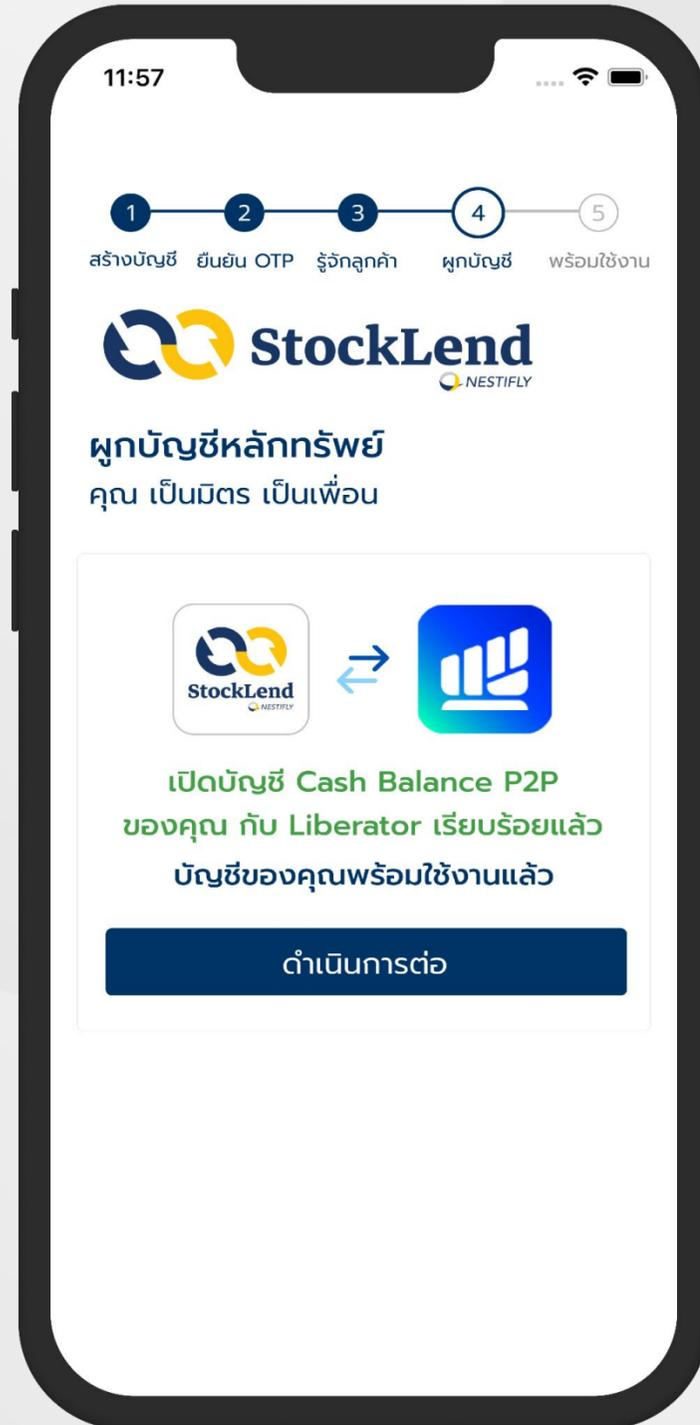 11:57
1 2 3 4 5
สร้างบัญชี ยืนยัน OTP รู้จักลูกค้า ผูกบัญชี พร้อมใช้งาน
StockLend
NESTIFLY
ผูกบัญชีหลักทรัพย์
คุณ เป็นมิตร เป็นเพื่อน
StockLend
NESTIFLY
เปิดบัญชี Cash Balance P2P
ของคุณ กับ Liberator เรียบร้อยแล้ว
บัญชีของคุณพร้อมใช้งานแล้ว
ดำเนินการต่อ